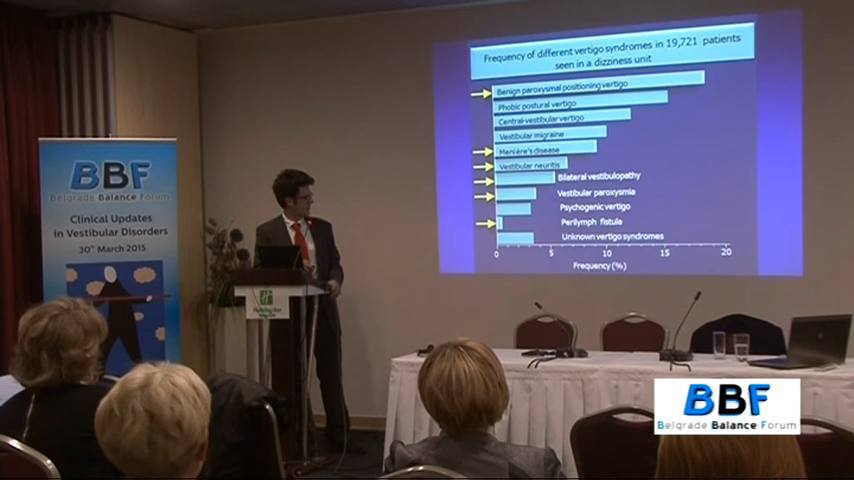 BBF
Belgrade Balance Forum
Clinical Updates
in Vestibular Disorders
30th March 2015
Holiday Inn
Frequency of different vertigo syndromes in 19,721 patients
seen in a dizziness unit
Benign paroxysmal positioning vertigo
Phobic postural vertigo
Central-vestibular vertigo
Vestibular migraine
Menière's disease
Vestibular neuritis
Bilateral vestibulopathy
Vestibular paroxysmia
Psychogenic vertigo
Perilymph fistula
Unknown vertigo syndromes
0 5 10 15 20
Frequency (%)
BBF
Belgrade Balance Forum